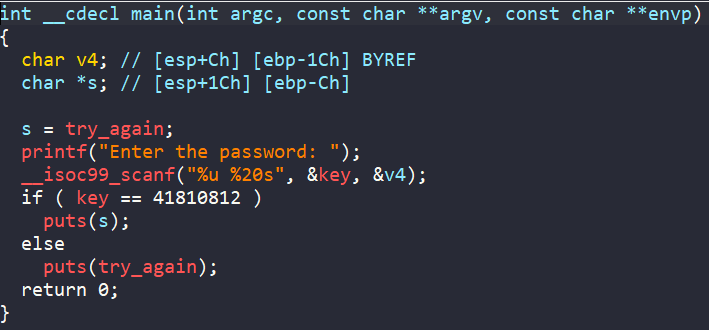 int __cdecl main(int argc, const char **argv, const char **envp)
{
  char v4; // [esp+Ch] [ebp-1Ch] BYREF
  char *s; // [esp+1Ch] [ebp-Ch]

  s = try_again;
  printf("Enter the password: ");
  __isoc99_scanf("%u %20s", &key, &v4);
  if ( key == 41810812 )
    puts(s);
  else
    puts(try_again);
  return 0;
}